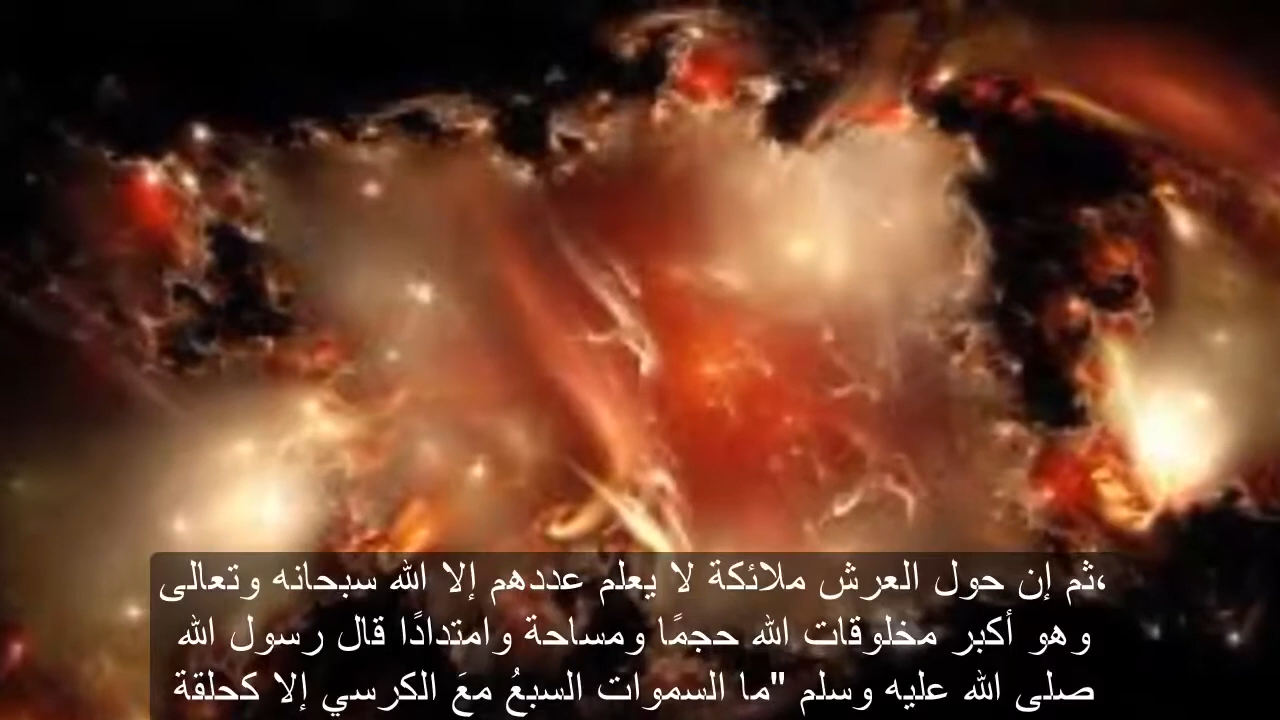 ثم إن حول العرش ملائكة لا يعلم عددهم إلا الله سبحانه وتعالى،
وهو أكبر مخلوقات الله حجمًا ومساحة وامتدادًا قال رسول الله
صلى الله عليه وسلم "ما السموات السبعُ معَ الكرسي إلا كحلقة